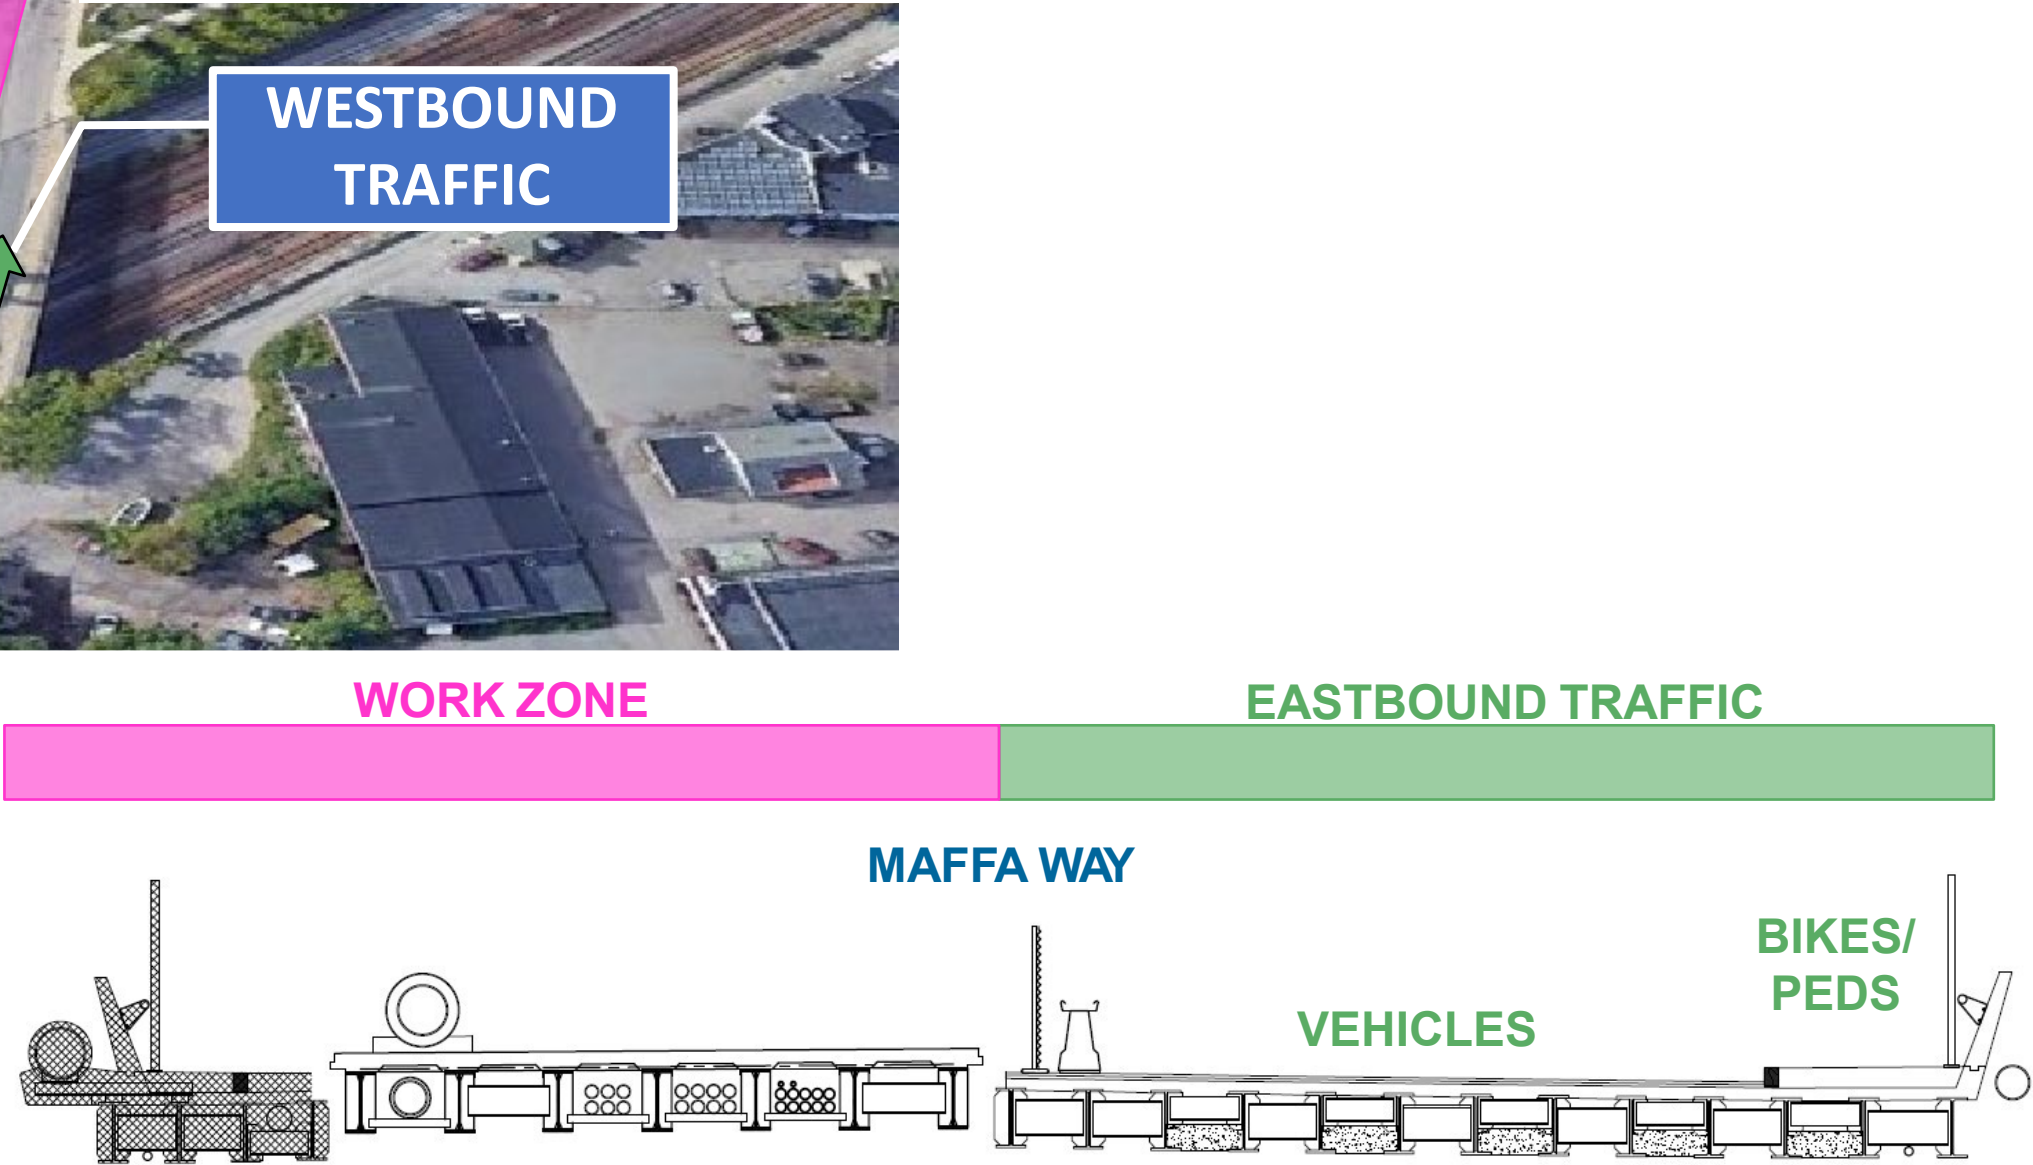 WESTBOUND
TRAFFIC
WORK ZONE
EASTBOUND TRAFFIC
MAFFA WAY
BIKES/
PEDS
VEHICLES